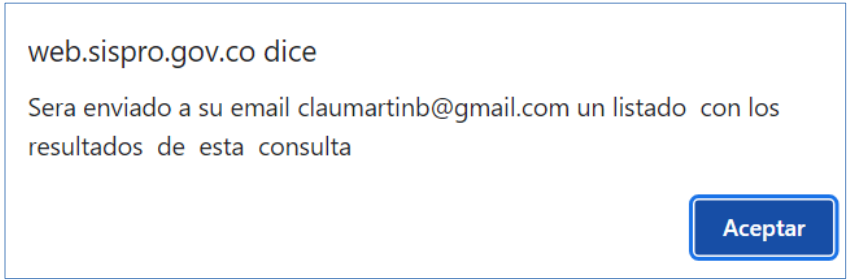 web.sispro.gov.co dice
Sera enviado a su email claumartinb@gmail.com un listado con los
resultados de esta consulta
Aceptar